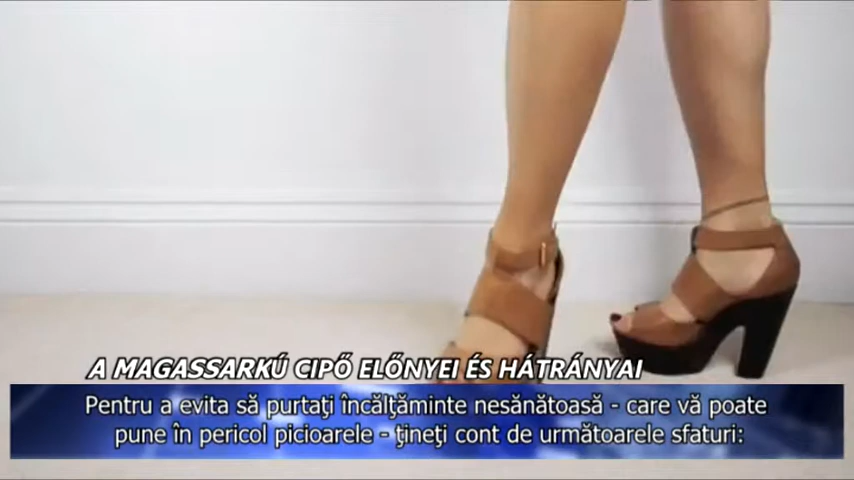 A MAGASSARKÚ CIPŐ ELŐNYEI ÉS HÁTRÁNYAI
Pentru a evita să purtaţi încălţăminte nesănătoasă - care vă poate
pune în pericol picioarele - ţineţi cont de următoarele sfaturi: